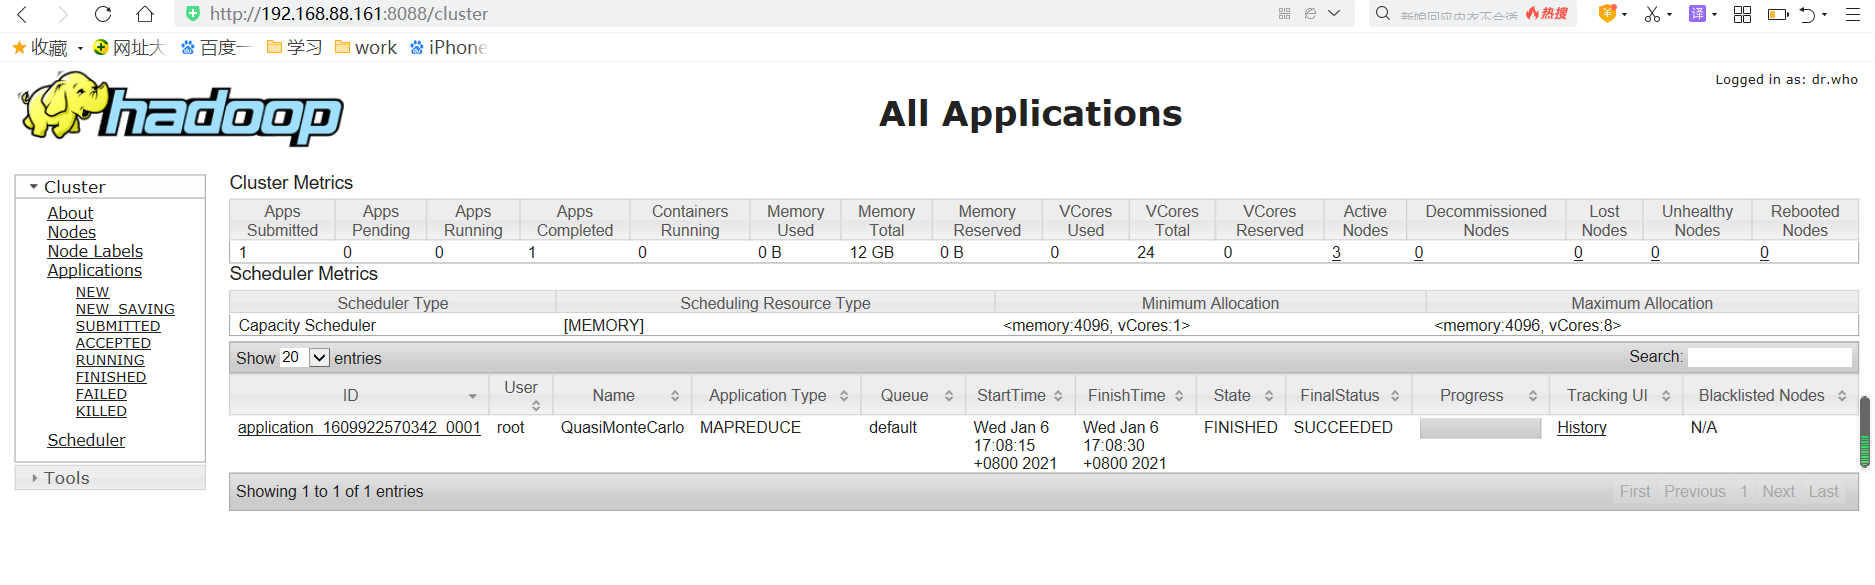 http://192.168.88.161:8088/cluster
热搜
译
收藏 网址大 百度一 学习 work iPhone
hadoop
Logged in as: dr.who
All Applications
Cluster
About
Nodes
Node Labels
Applications
NEW
NEW_SAVING
SUBMITTED
ACCEPTED
RUNNING
FINISHED
FAILED
KILLED
Scheduler
Tools
Cluster Metrics
Apps Submitted Apps Pending Apps Running Apps Completed Containers Running Memory Used Memory Total Memory Reserved VCores Used VCores Total VCores Reserved Active Nodes Decommissioned Nodes Lost Nodes Unhealthy Nodes Rebooted Nodes
1 0 0 1 0 0 B 12 GB 0 B 0 24 0 3 0 0 0 0
Scheduler Metrics
Scheduler Type Scheduling Resource Type Minimum Allocation Maximum Allocation
Capacity Scheduler [MEMORY] <memory:4096, vCores:1> <memory:4096, vCores:8>
Show 20 entries Search:
ID User Name Application Type Queue StartTime FinishTime State FinalStatus Progress Tracking UI Blacklisted Nodes
application_1609922570342_0001 root QuasiMonteCarlo MAPREDUCE default Wed Jan 6 17:08:15 +0800 2021 Wed Jan 6 17:08:30 +0800 2021 FINISHED SUCCEEDED History N/A
Showing 1 to 1 of 1 entries First Previous 1 Next Last